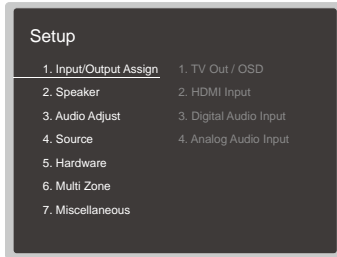 Setup
1. Input/Output Assign
1. TV Out / OSD
2. Speaker
2. HDMI Input
3. Audio Adjust
3. Digital Audio Input
4. Source
4. Analog Audio Input
5. Hardware
6. Multi Zone
7. Miscellaneous